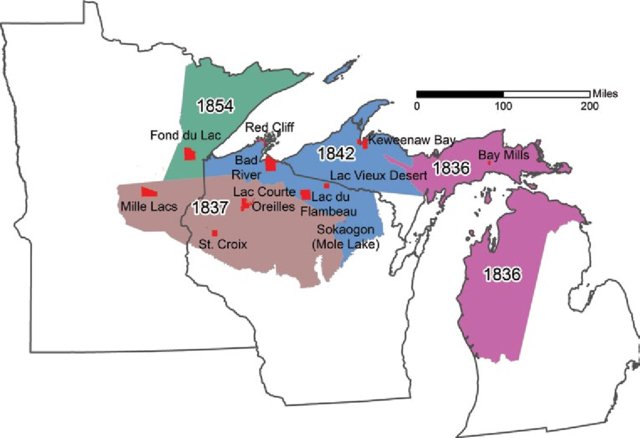 1854
Miles
0 100 200
Fond du Lac
Red Cliff
Keweenaw Bay
1842
Bay Mills
Bad
River
1836
Lac Vieux Desert
Mille Lacs
1837
Lac Courte
Oreilles
Lac du
Flambeau
St. Croix
Sokaogon
(Mole Lake)
1836